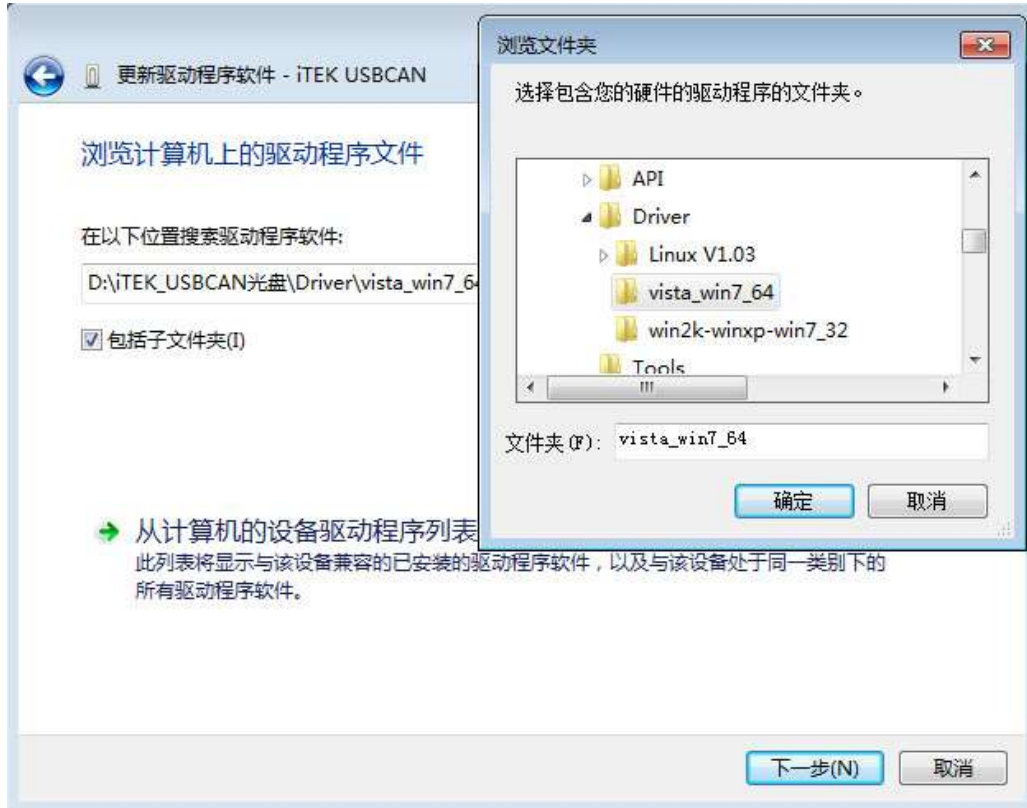 更新驱动程序软件 - iTEK USBCAN
浏览计算机上的驱动程序文件
在以下位置搜索驱动程序软件:
D:\iTEK_USBCAN光盘\Driver\vista_win7_64
包括子文件夹(I)
从计算机的设备驱动程序列表
此列表将显示与该设备兼容的已安装的驱动程序软件，以及与该设备处于同一类别下的
所有驱动程序软件。
下一步(N)
取消
浏览文件夹
选择包含您的硬件的驱动程序的文件夹。
API
Driver
Linux V1.03
vista_win7_64
win2k-winxp-win7_32
Tools
文件夹(F):
vista_win7_64
确定
取消